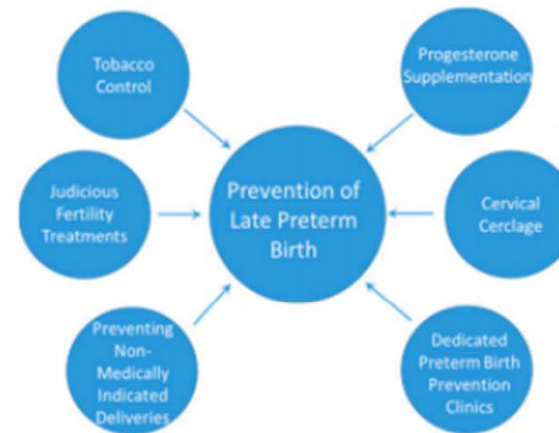 Tobacco
Control
Progesterone
Supplementation
Judicious
Fertility
Treatments
Prevention of
Late Preterm
Birth
Cervical
Cerclage
Preventing
Non-
Medically
Indicated
Deliveries
Dedicated
Preterm Birth
Prevention
Clinics